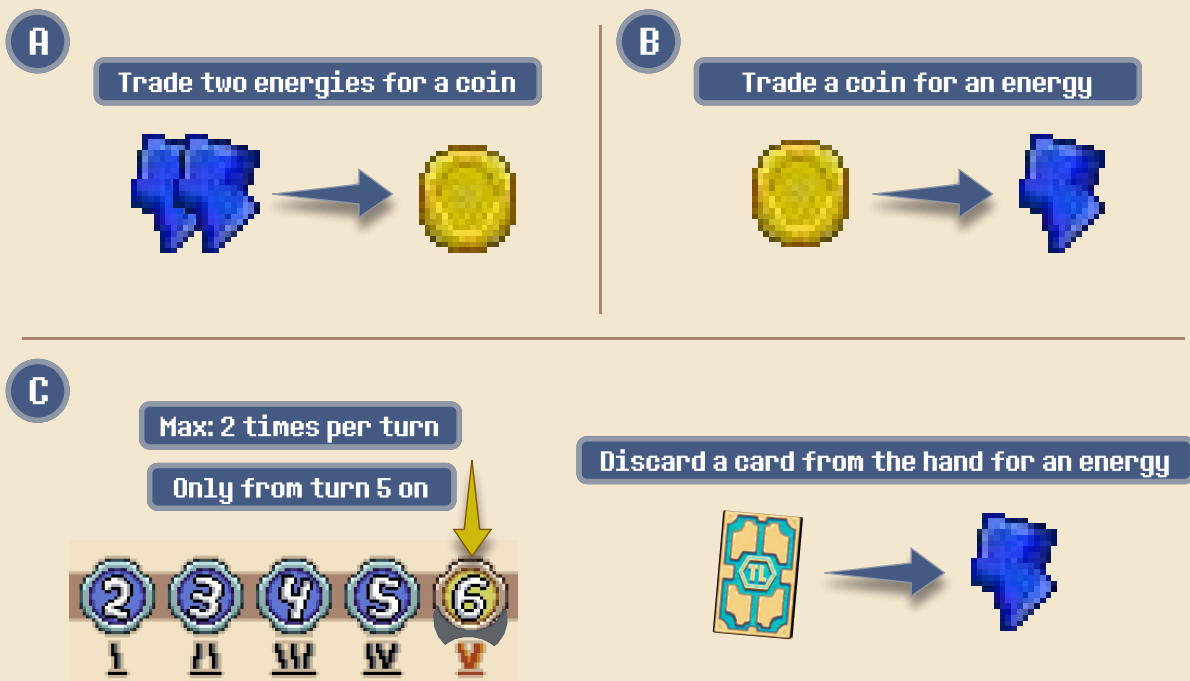 A
Trade two energies for a coin
B
Trade a coin for an energy
C
Max: 2 times per turn
Only from turn 5 on
2 3 4 5 6
I II III IV V
Discard a card from the hand for an energy
TL